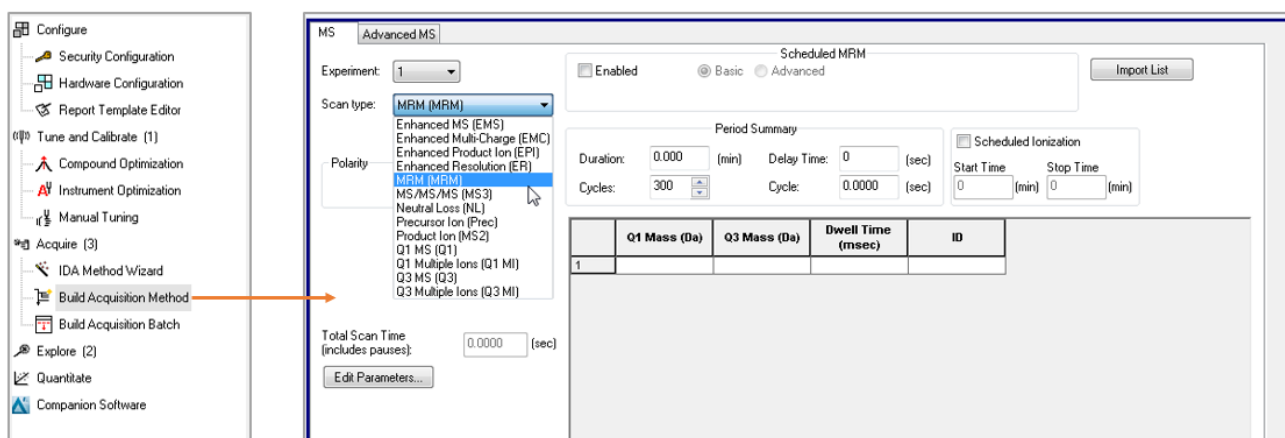 Configure
Security Configuration
Hardware Configuration
Report Template Editor
Tune and Calibrate (1)
Compound Optimization
Instrument Optimization
Manual Tuning
Acquire (3)
IDA Method Wizard
Build Acquisition Method
Build Acquisition Batch
Explore (2)
Quantitate
Companion Software
MS Advanced MS
Experiment: 1
Scan type: MRM (MRM)
Enhanced MS (EMS)
Enhanced Multi-Charge (EMC)
Enhanced Product Ion (EPI)
Enhanced Resolution (ER)
MRM (MRM)
MS/MS/MS (MS3)
Neutral Loss (NL)
Precursor Ion (Prec)
Product Ion (MS2)
Q1 MS (Q1)
Q1 Multiple Ions (Q1 MI)
Q3 MS (Q3)
Q3 Multiple Ions (Q3 MI)
Polarity
Total Scan Time
(includes pauses): 0.0000 (sec)
Edit Parameters...
Scheduled MRM
Enabled Basic Advanced
Import List
Period Summary
Duration: 0.000 (min) Delay Time: 0 (sec)
Cycles: 300 Cycle: 0.0000 (sec)
Scheduled Ionization
Start Time Stop Time
0 (min) 0 (min)
Q1 Mass (Da) Q3 Mass (Da) Dwell Time (msec) ID
1